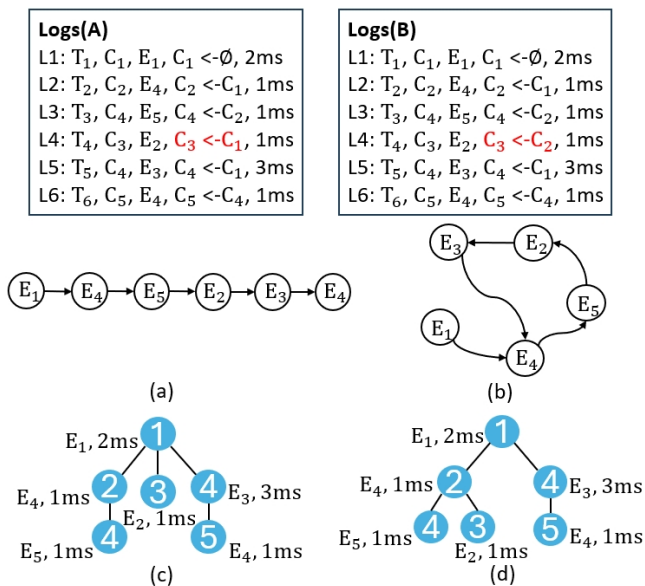 Logs(A)
L1: T₁, C₁, E₁, C₁ <-Ø, 2ms
L2: T₂, C₂, E₄, C₂ <-C₁, 1ms
L3: T₃, C₄, E₅, C₄ <-C₂, 1ms
L4: T₄, C₃, E₂, C₃ <-C₁, 1ms
L5: T₅, C₄, E₃, C₄ <-C₁, 3ms
L6: T₆, C₅, E₄, C₅ <-C₄, 1ms
Logs(B)
L1: T₁, C₁, E₁, C₁ <-Ø, 2ms
L2: T₂, C₂, E₄, C₂ <-C₁, 1ms
L3: T₃, C₄, E₅, C₄ <-C₂, 1ms
L4: T₄, C₃, E₂, C₃ <-C₂, 1ms
L5: T₅, C₄, E₃, C₄ <-C₁, 3ms
L6: T₆, C₅, E₄, C₅ <-C₄, 1ms
E₁ E₄ E₅ E₂ E₃ E₄
(a)
E₃ E₂
E₅
E₁
E₄
(b)
E₁, 2ms 1
E₄, 1ms 2 3 4 E₃, 3ms
E₂, 1ms
E₅, 1ms 4 5 E₄, 1ms
(c)
E₁, 2ms 1
E₄, 1ms 2 4 E₃, 3ms
E₅, 1ms 4 3 5 E₄, 1ms
E₂, 1ms
(d)